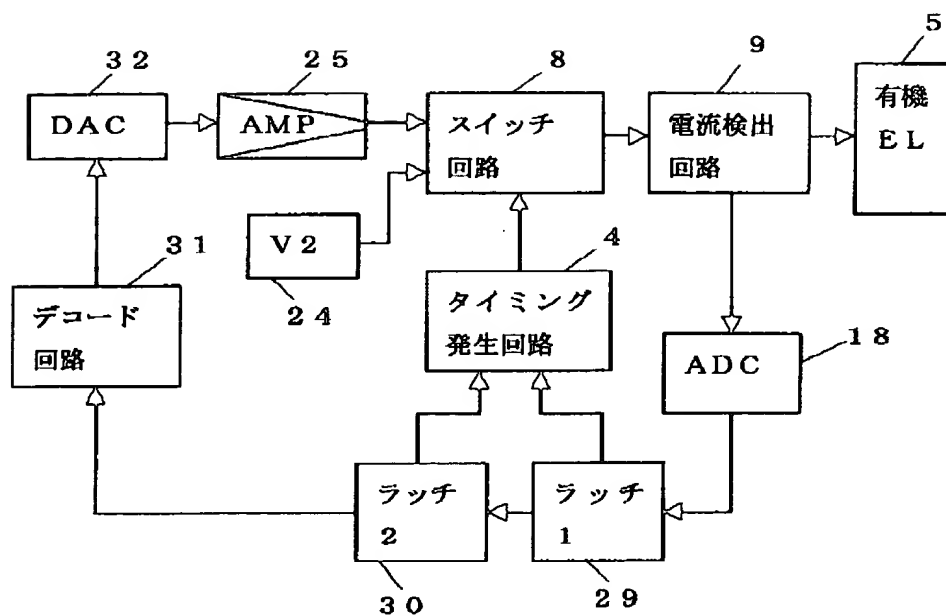 ３２
DAC
２５
AMP
８
スイッチ
回路
９
電流検出
回路
５
有機
EL
V2
２４
３１
デコード
回路
４
タイミング
発生回路
１８
ADC
ラッチ
２
３０
ラッチ
１
２９